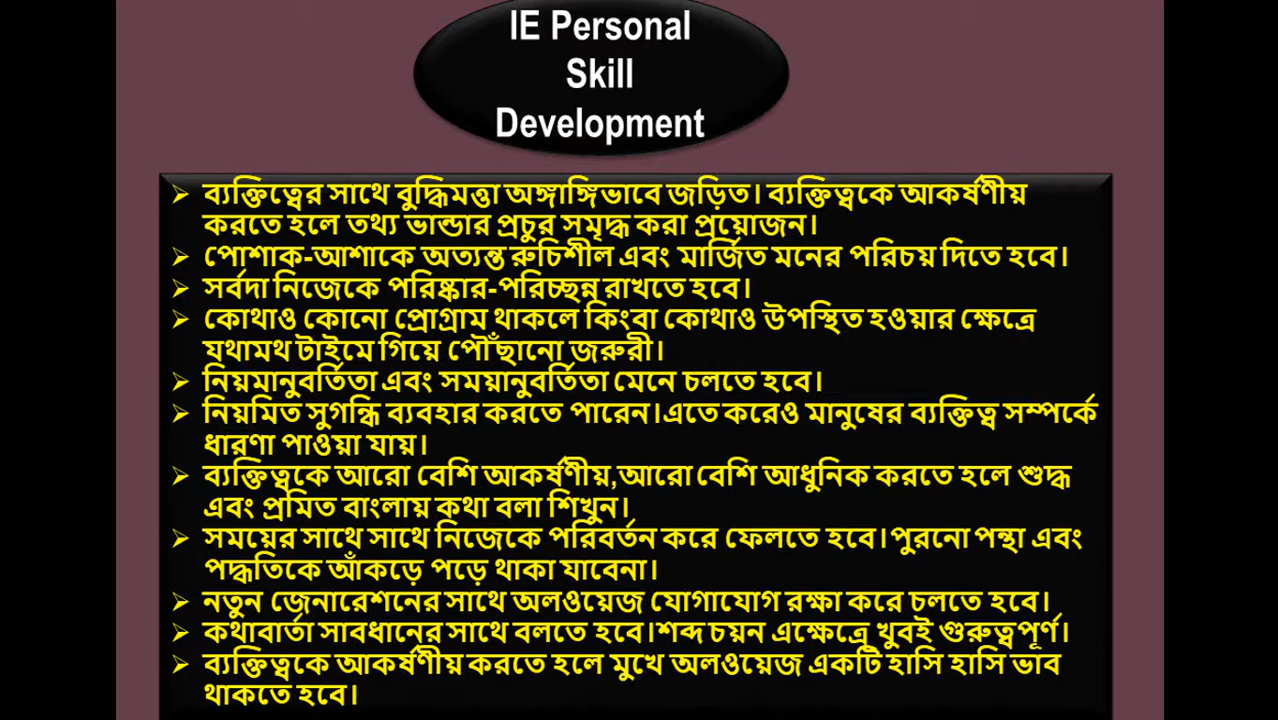 IE Personal
Skill
Development
➢ ব্যক্তিত্বের সাথে বুদ্ধিমত্তা অঙ্গাঙ্গিভাবে জড়িত। ব্যক্তিত্বকে আকর্ষণীয়
করতে হলে তথ্য ভান্ডার প্রচুর সমৃদ্ধ করা প্রয়োজন।
➢ পোশাক-আশাকে অত্যন্ত রুচিশীল এবং মার্জিত মনের পরিচয় দিতে হবে।
➢ সর্বদা নিজেকে পরিষ্কার-পরিচ্ছন্ন রাখতে হবে।
➢ কোথাও কোনো প্রোগ্রাম থাকলে কিংবা কোথাও উপস্থিত হওয়ার ক্ষেত্রে
যথামথ টাইমে গিয়ে পৌঁছানো জরুরী।
➢ নিয়মানুবর্তিতা এবং সময়ানুবর্তিতা মেনে চলতে হবে।
➢ নিয়মিত সুগন্ধি ব্যবহার করতে পারেন।এতে করেও মানুষের ব্যক্তিত্ব সম্পর্কে
ধারণা পাওয়া যায়।
➢ ব্যক্তিত্বকে আরো বেশি আকর্ষণীয়,আরো বেশি আধুনিক করতে হলে শুদ্ধ
এবং প্রমিত বাংলায় কথা বলা শিখুন।
➢ সময়ের সাথে সাথে নিজেকে পরিবর্তন করে ফেলতে হবে।পুরনো পন্থা এবং
পদ্ধতিকে আঁকড়ে পড়ে থাকা যাবেনা।
➢ নতুন জেনারেশনের সাথে অলওয়েজ যোগাযোগ রক্ষা করে চলতে হবে।
➢ কথাবার্তা সাবধানের সাথে বলতে হবে।শব্দ চয়ন এক্ষেত্রে খুবই গুরুত্বপূর্ণ।
➢ ব্যক্তিত্বকে আকর্ষণীয় করতে হলে মুখে অলওয়েজ একটি হাসি হাসি ভাব
থাকতে হবে।